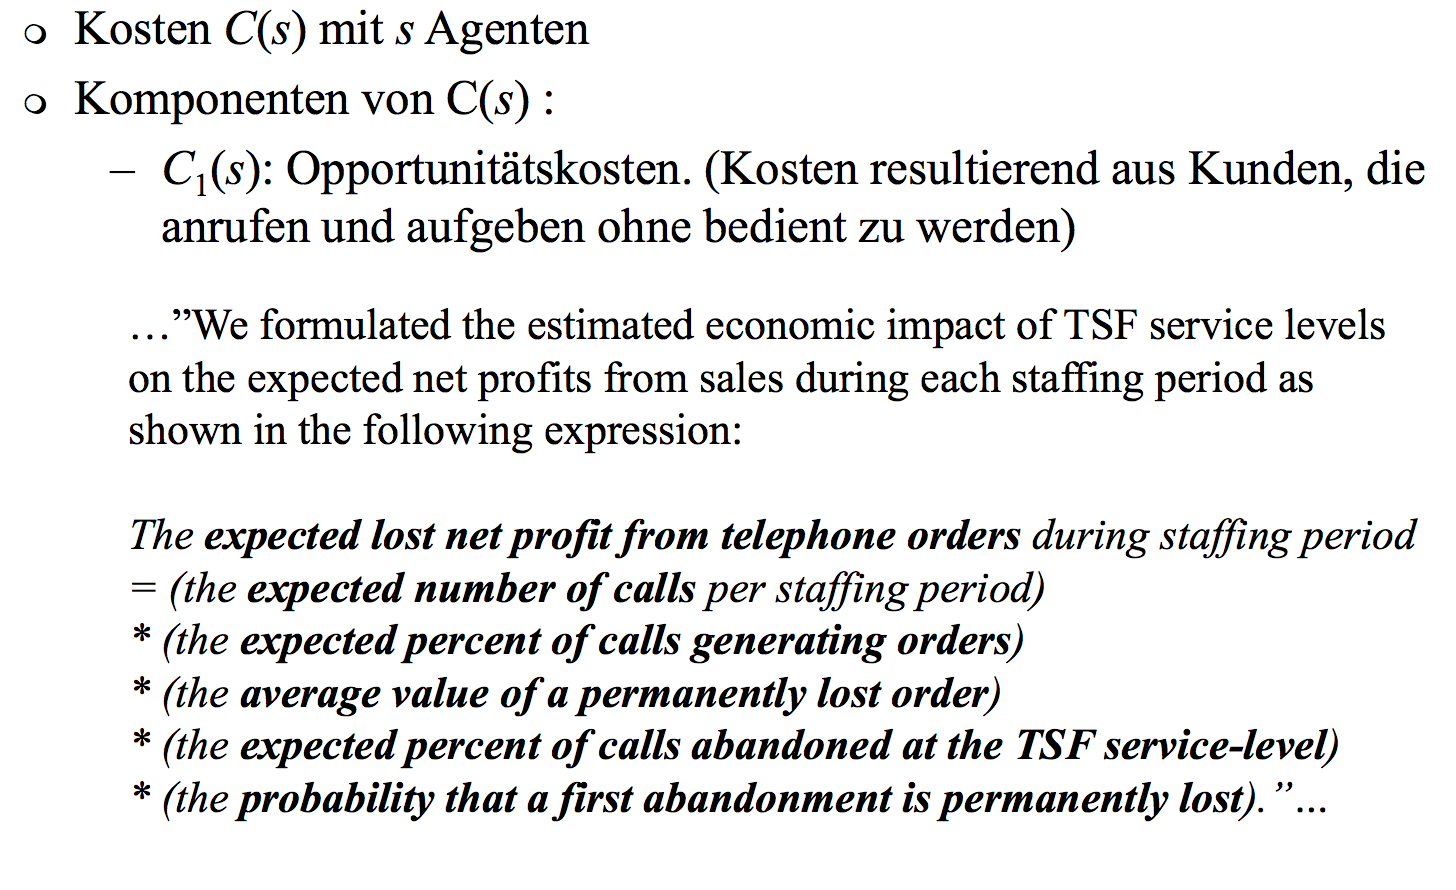 ○ Kosten C(s) mit s Agenten
○ Komponenten von C(s) :
– C₁(s): Opportunitätskosten. (Kosten resultierend aus Kunden, die
anrufen und aufgeben ohne bedient zu werden)
…”We formulated the estimated economic impact of TSF service levels
on the expected net profits from sales during each staffing period as
shown in the following expression:
The expected lost net profit from telephone orders during staffing period
= (the expected number of calls per staffing period)
* (the expected percent of calls generating orders)
* (the average value of a permanently lost order)
* (the expected percent of calls abandoned at the TSF service-level)
* (the probability that a first abandonment is permanently lost).”…